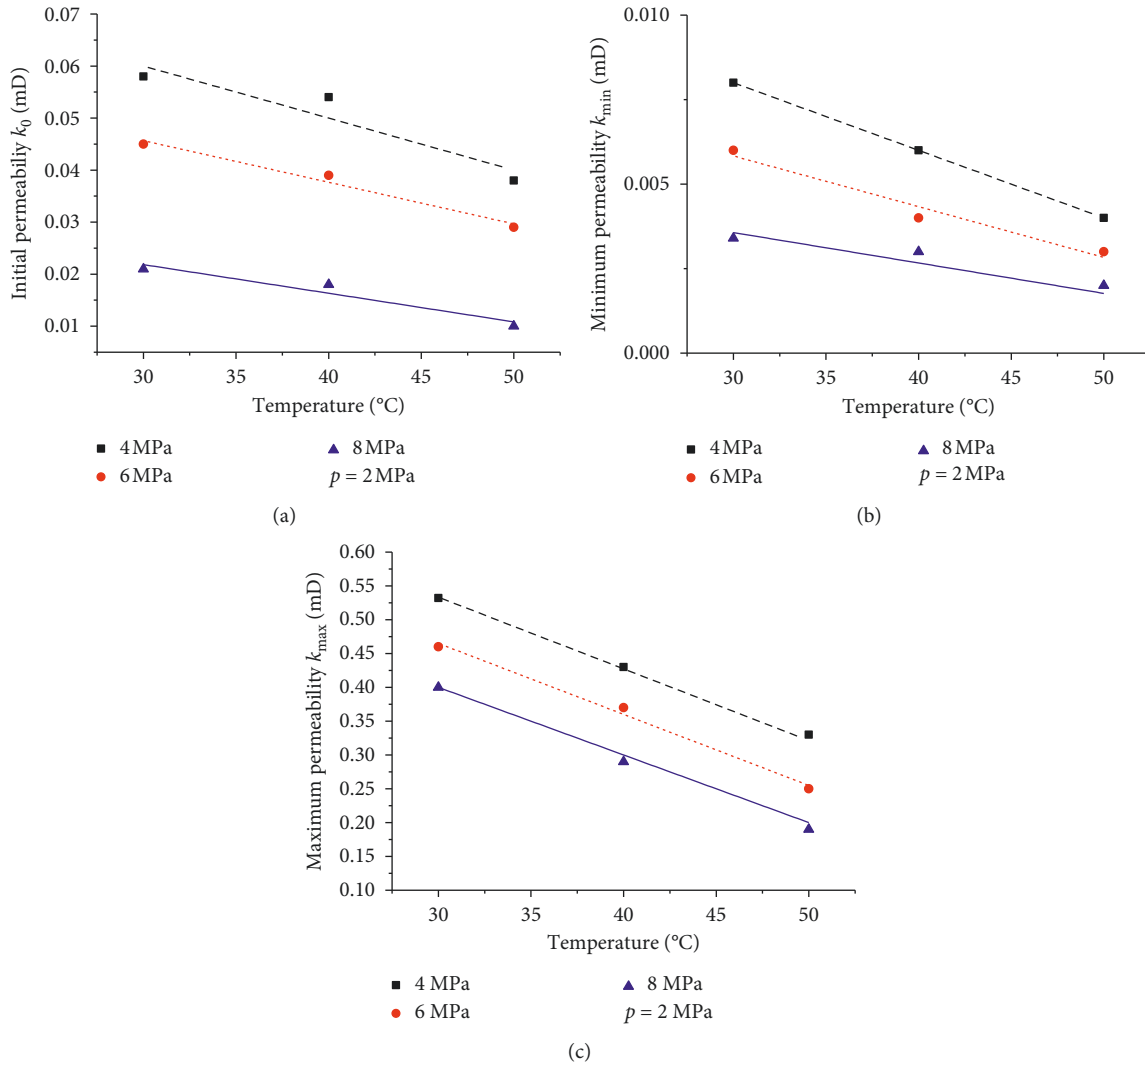 0.07
0.06
0.05
0.04
0.03
0.02
0.01
Initial permeability k0 (mD)
30 35 40 45 50
Temperature (°C)
4 MPa 8 MPa
6 MPa p = 2 MPa
(a)
0.010
0.005
0.000
Minimum permeability kmin (mD)
30 35 40 45 50
Temperature (°C)
4 MPa 8 MPa
6 MPa p = 2 MPa
(b)
0.60
0.55
0.50
0.45
0.40
0.35
0.30
0.25
0.20
0.15
0.10
Maximum permeability kmax (mD)
30 35 40 45 50
Temperature (°C)
4 MPa 8 MPa
6 MPa p = 2 MPa
(c)